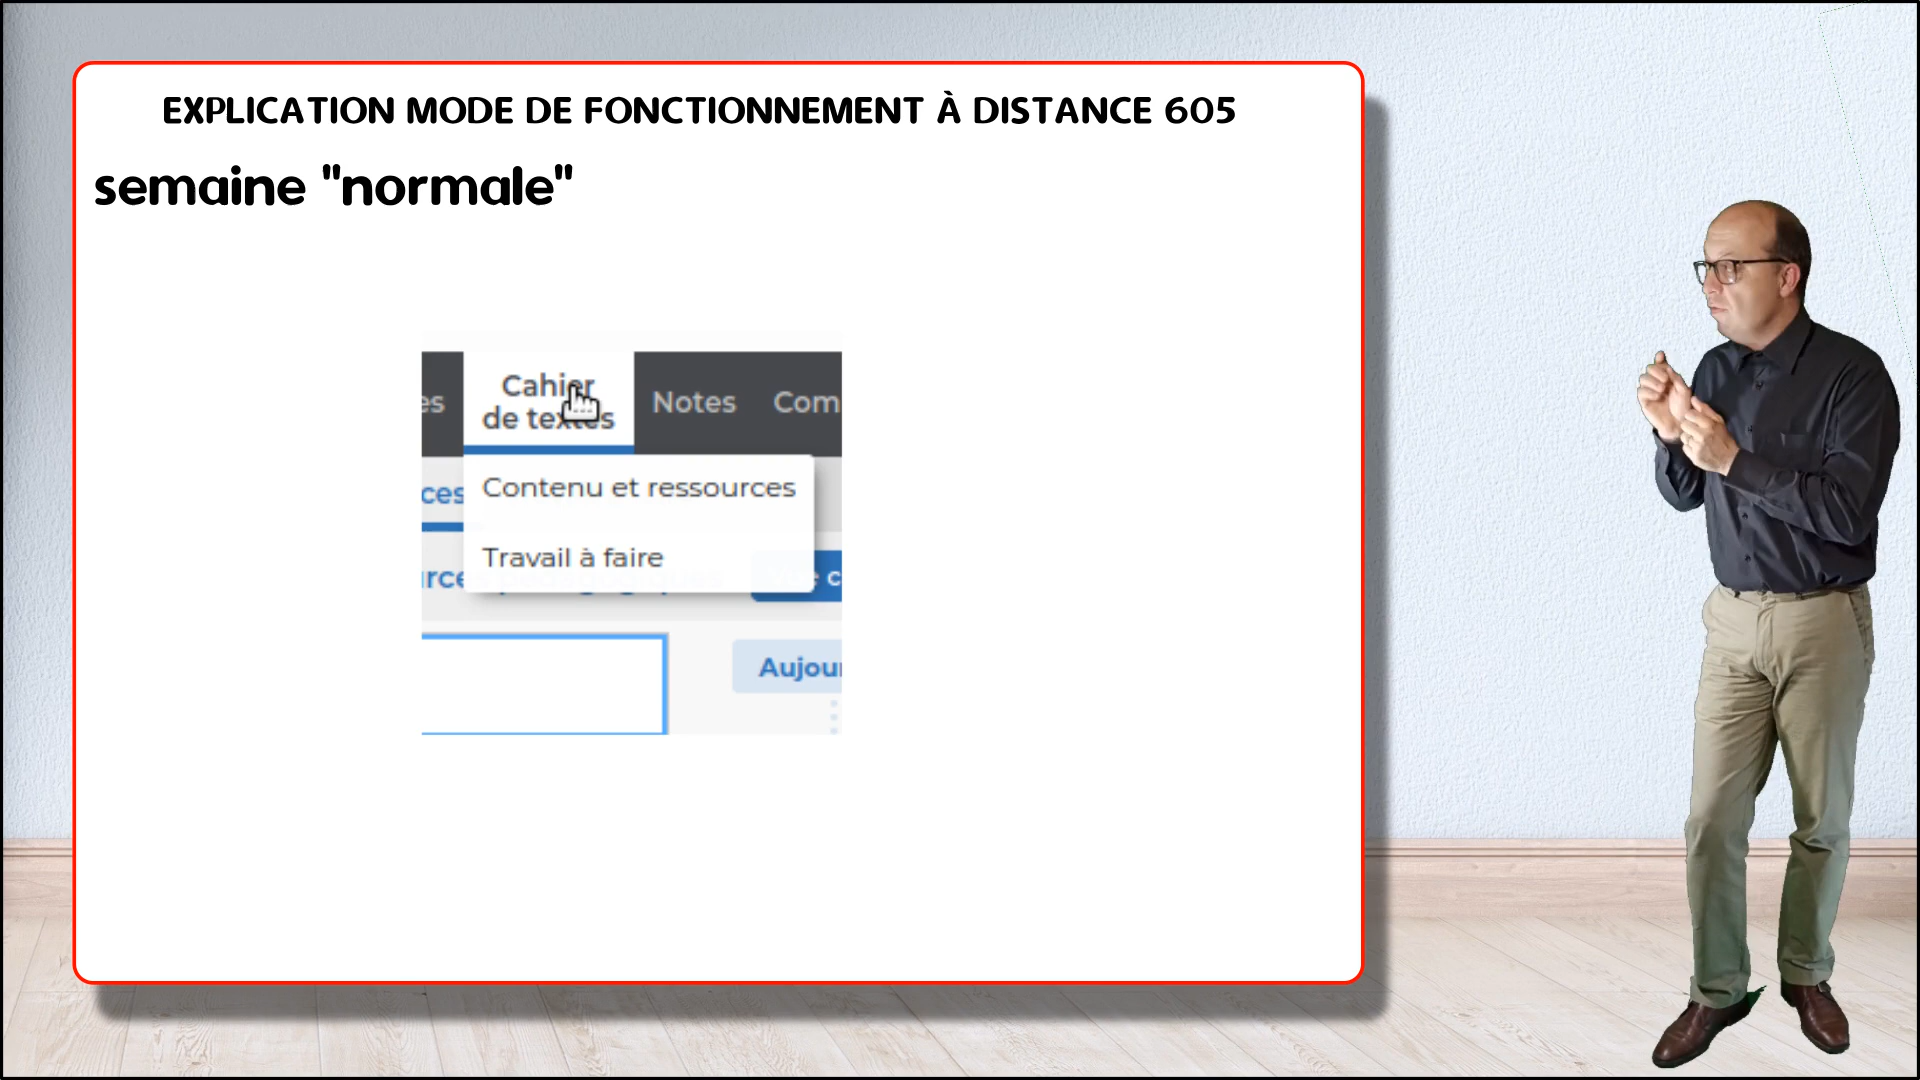 EXPLICATION MODE DE FONCTIONNEMENT À DISTANCE 605
semaine "normale"
Cahier
de textes
Notes
Contenu et ressources
Travail à faire